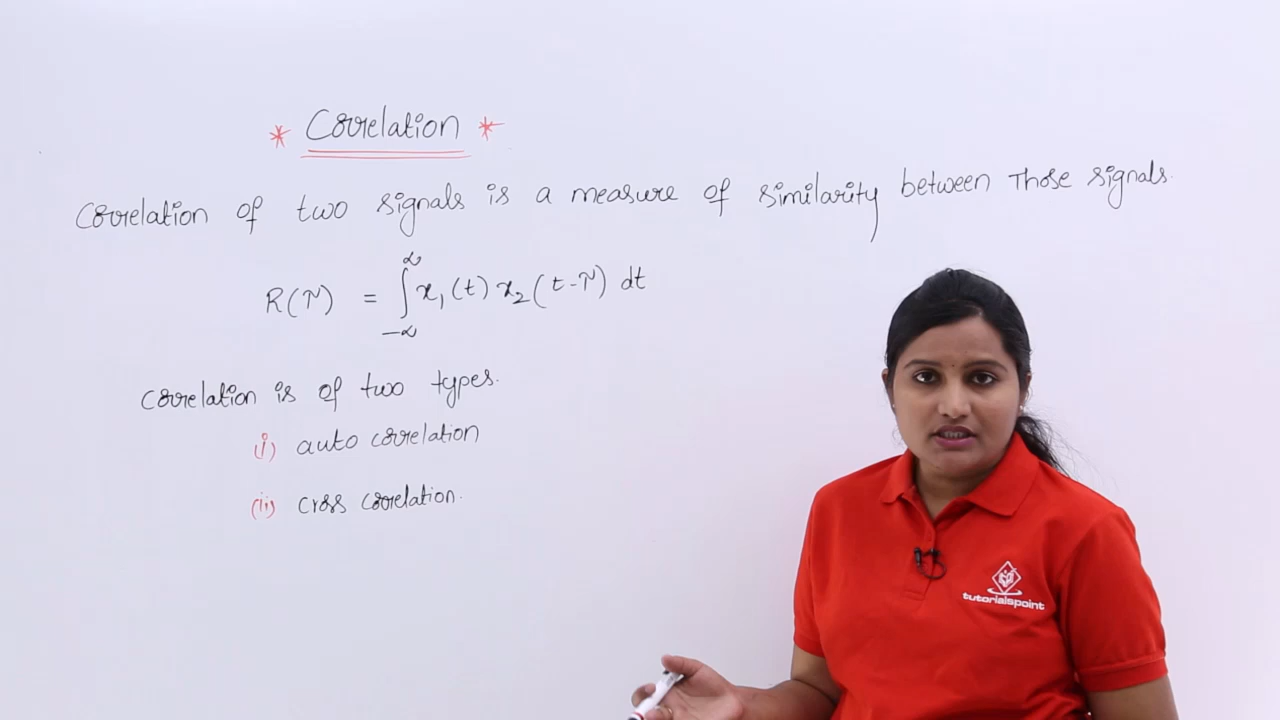 * Correlation *
Correlation of two signals is a measure of similarity between Those signals.
R(τ) = ∫_{-∞}^{∞} x₁(t) x₂(t-τ) dt
Correlation is of two types.
(i) auto correlation
(ii) cross correlation.
tutorialspoint